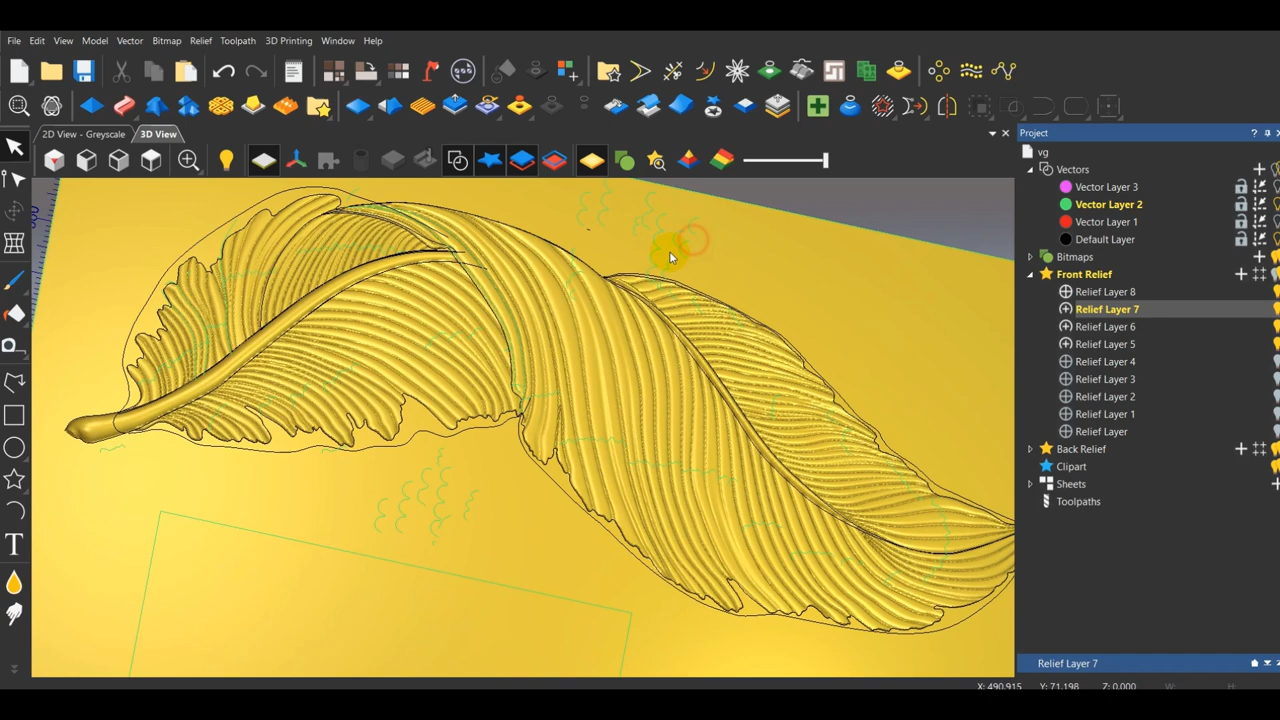 File Edit View Model Vector Bitmap Relief Toolpath 3D Printing Window Help
2D View - Greyscale 3D View
Project
vg
Vectors
Vector Layer 3
Vector Layer 2
Vector Layer 1
Default Layer
Bitmaps
Front Relief
Relief Layer 8
Relief Layer 7
Relief Layer 6
Relief Layer 5
Relief Layer 4
Relief Layer 3
Relief Layer 2
Relief Layer 1
Relief Layer
Back Relief
Clipart
Sheets
Toolpaths
Relief Layer 7
X: 490.915 Y: 71.198 Z: 0.000 W: H: